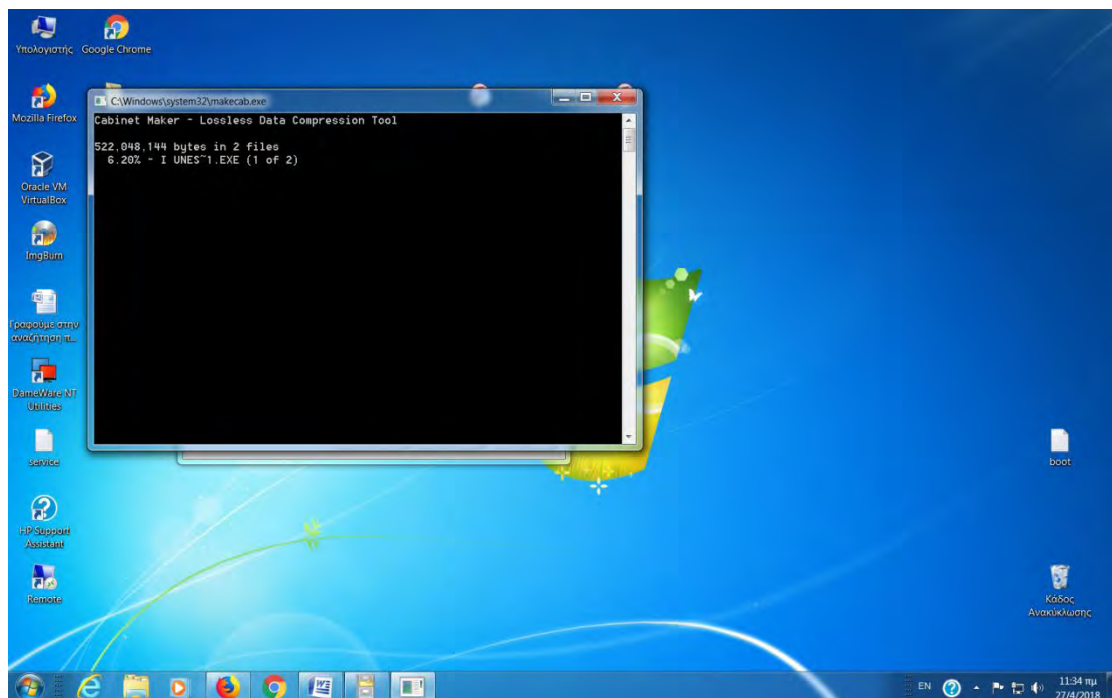 Υπολογιστής
Google Chrome
Mozilla Firefox
C:\Windows\system32\makecab.exe
Cabinet Maker - Lossless Data Compression Tool
522,048,144 bytes in 2 files
6.20% - I UNES~1.EXE (1 of 2)
Oracle VM
VirtualBox
ImgBurn
Γραφουμε στην
αναζήτηση π...
DameWare NT
Utilities
service
boot
HP Support
Assistant
Remote
Κάδος
Ανακύκλωσης
EN
11:34 πμ
27/4/2018